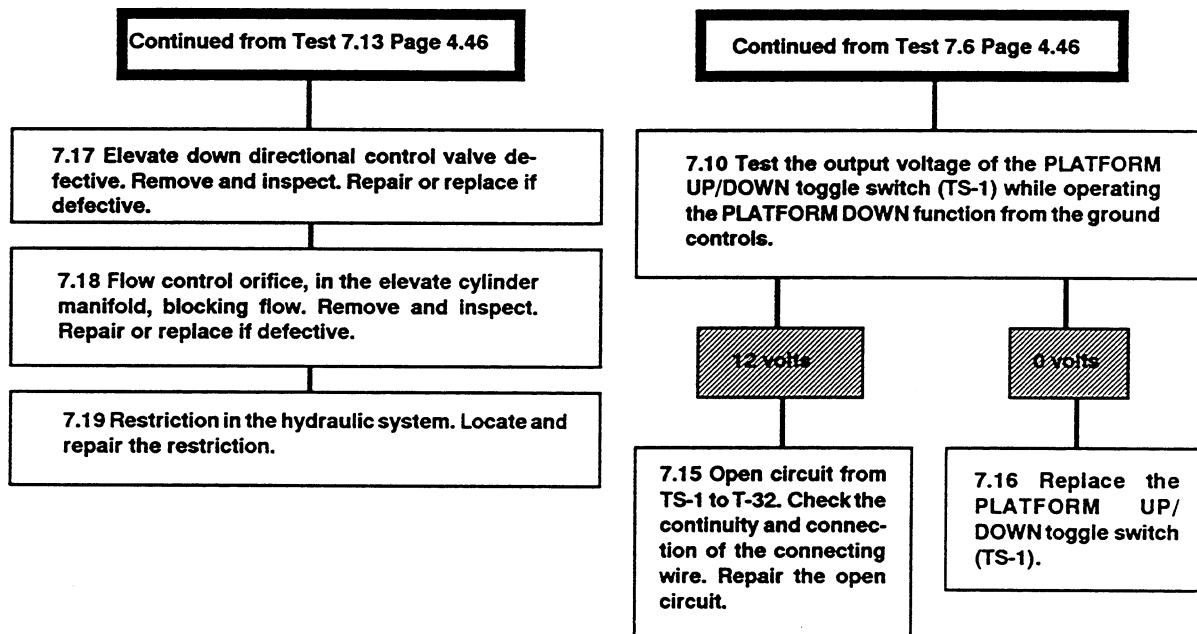 Continued from Test 7.13 Page 4.46
7.17 Elevate down directional control valve de-
fective. Remove and inspect. Repair or replace if
defective.
7.18 Flow control orifice, in the elevate cylinder
manifold, blocking flow. Remove and inspect.
Repair or replace if defective.
7.19 Restriction in the hydraulic system. Locate and
repair the restriction.
Continued from Test 7.6 Page 4.46
7.10 Test the output voltage of the PLATFORM
UP/DOWN toggle switch (TS-1) while operating
the PLATFORM DOWN function from the ground
controls.
12 volts
0 volts
7.15 Open circuit from
TS-1 to T-32. Check the
continuity and connec-
tion of the connecting
wire. Repair the open
circuit.
7.16 Replace the
PLATFORM UP/
DOWN toggle switch
(TS-1).